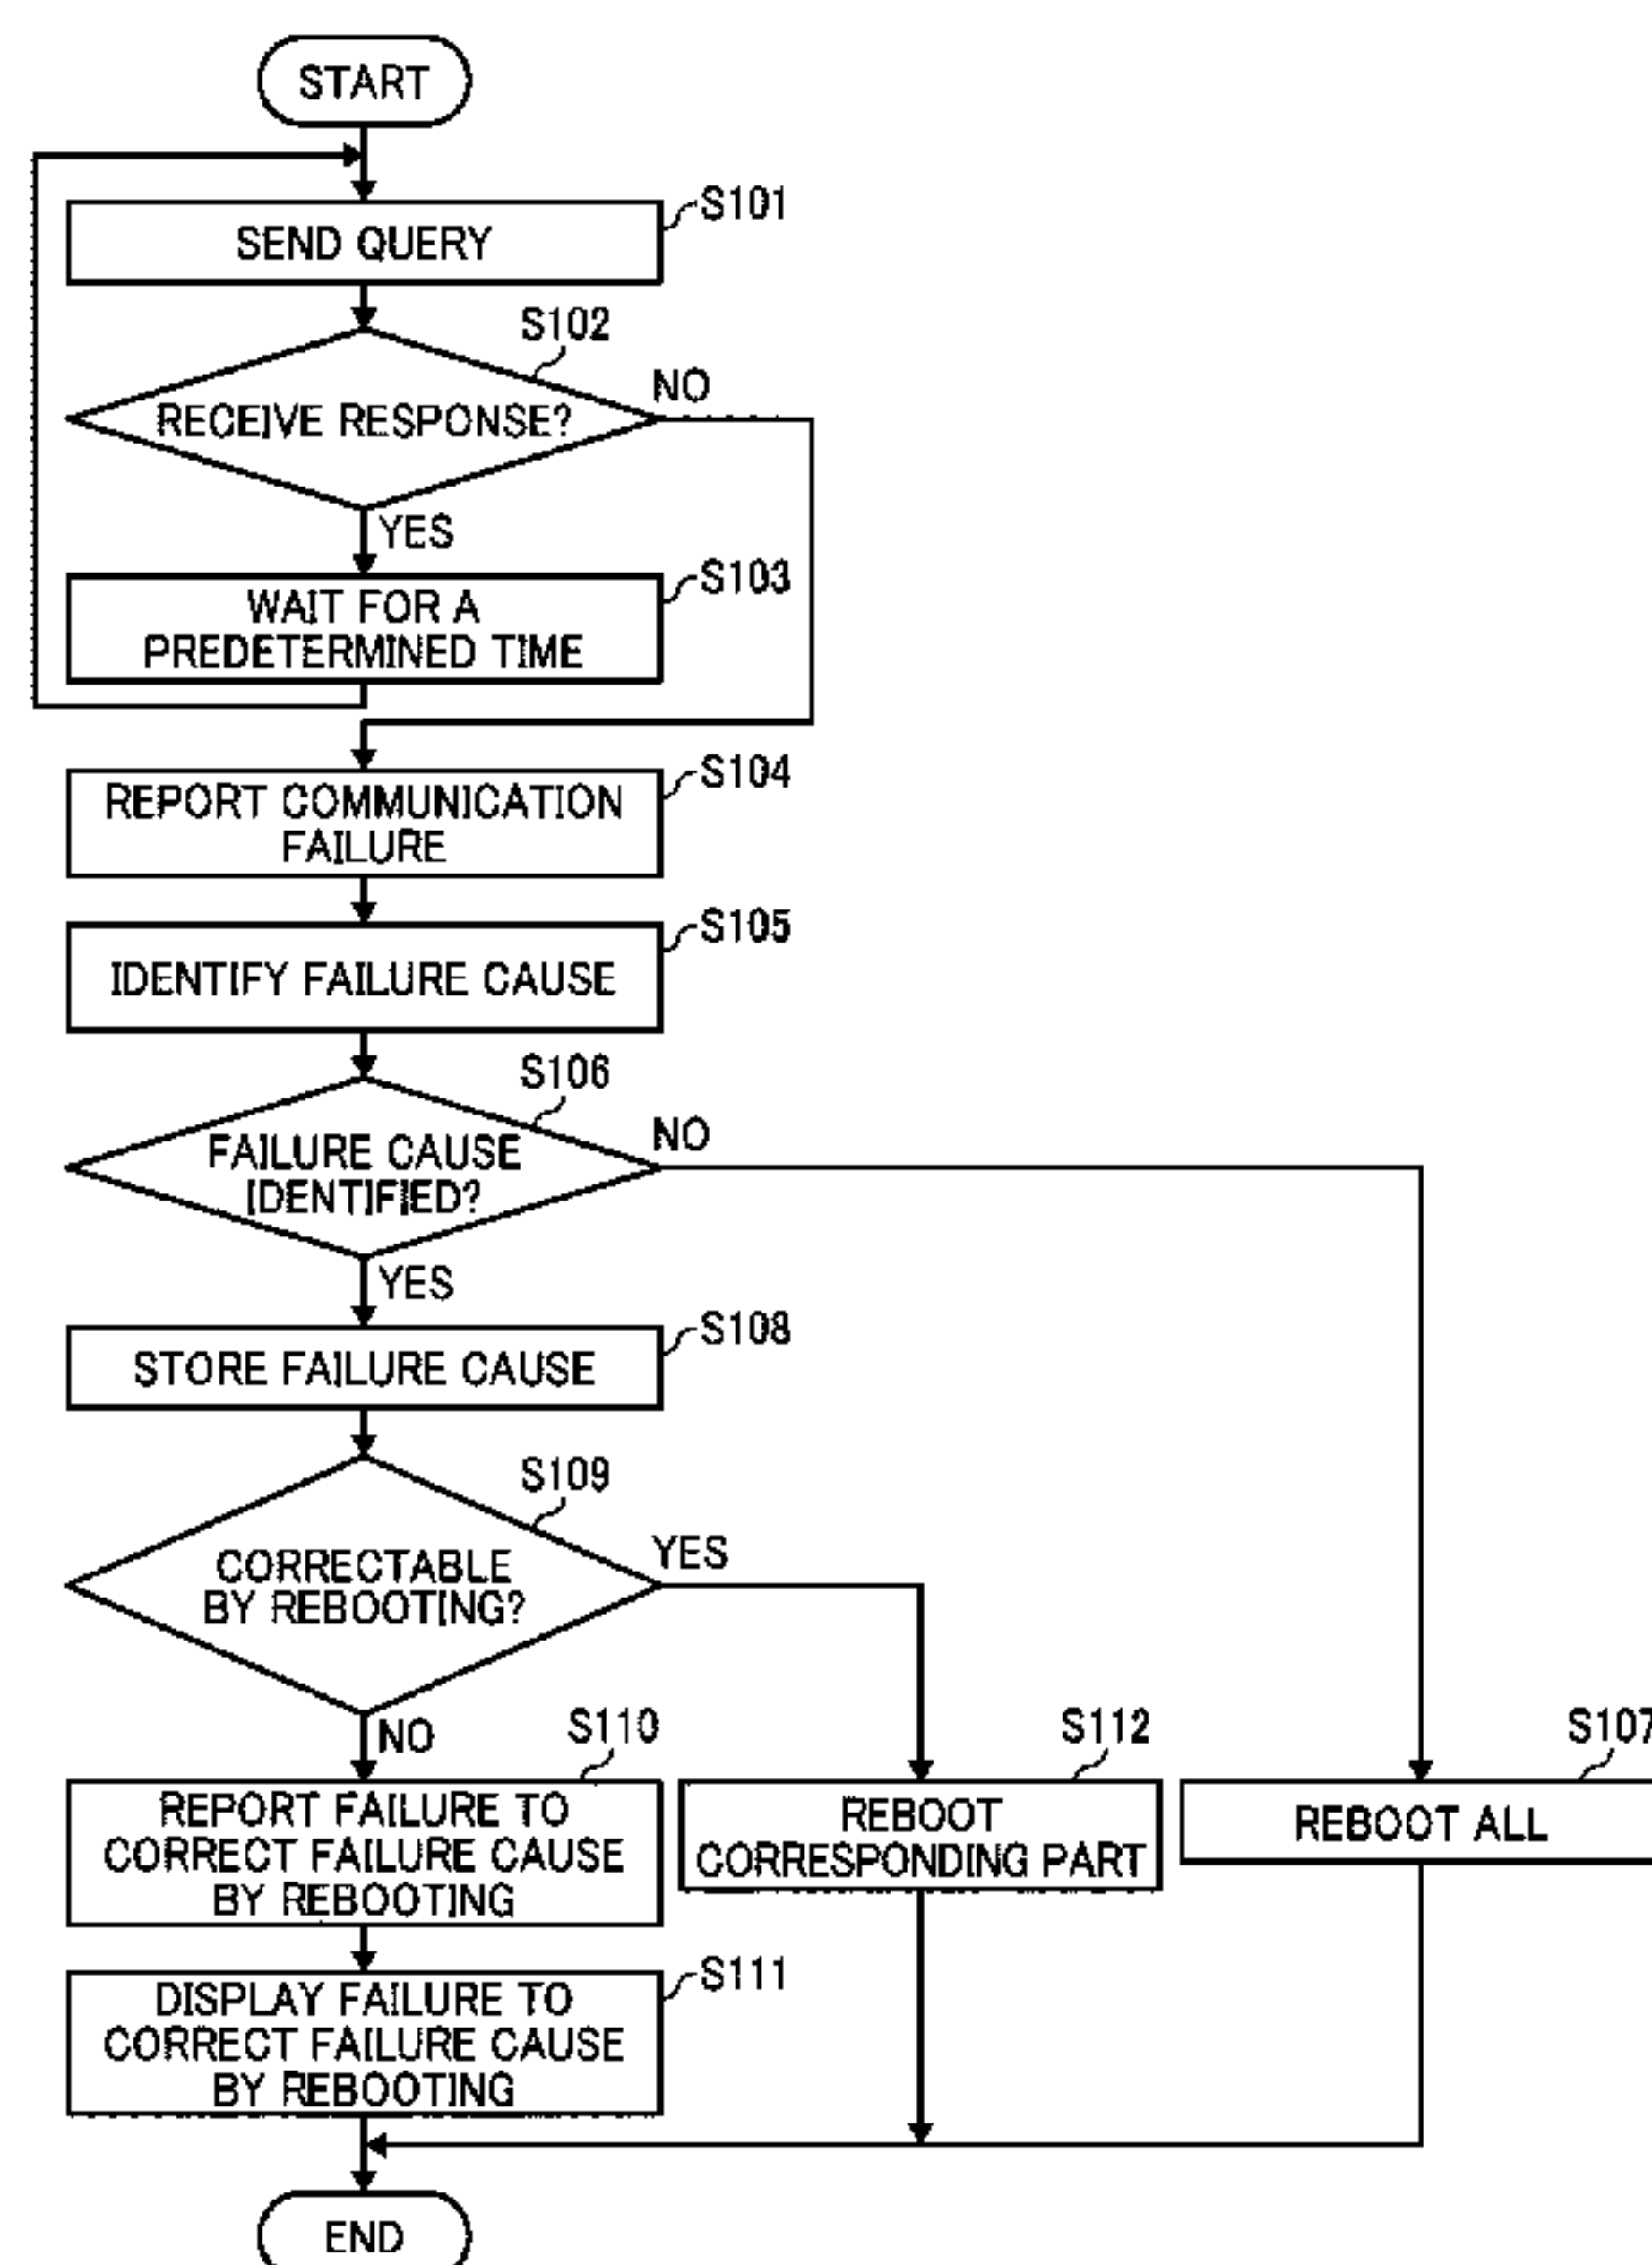 START
S101
SEND QUERY
S102
RECEIVE RESPONSE?
NO
YES
S103
WAIT FOR A
PREDETERMINED TIME
S104
REPORT COMMUNICATION
FAILURE
S105
IDENTIFY FAILURE CAUSE
S106
FAILURE CAUSE
IDENTIFIED?
NO
YES
S108
STORE FAILURE CAUSE
S109
CORRECTABLE
BY REBOOTING?
YES
NO
S110
REPORT FAILURE TO
CORRECT FAILURE CAUSE
BY REBOOTING
S112
REBOOT
CORRESPONDING PART
S107
REBOOT ALL
S111
DISPLAY FAILURE TO
CORRECT FAILURE CAUSE
BY REBOOTING
END